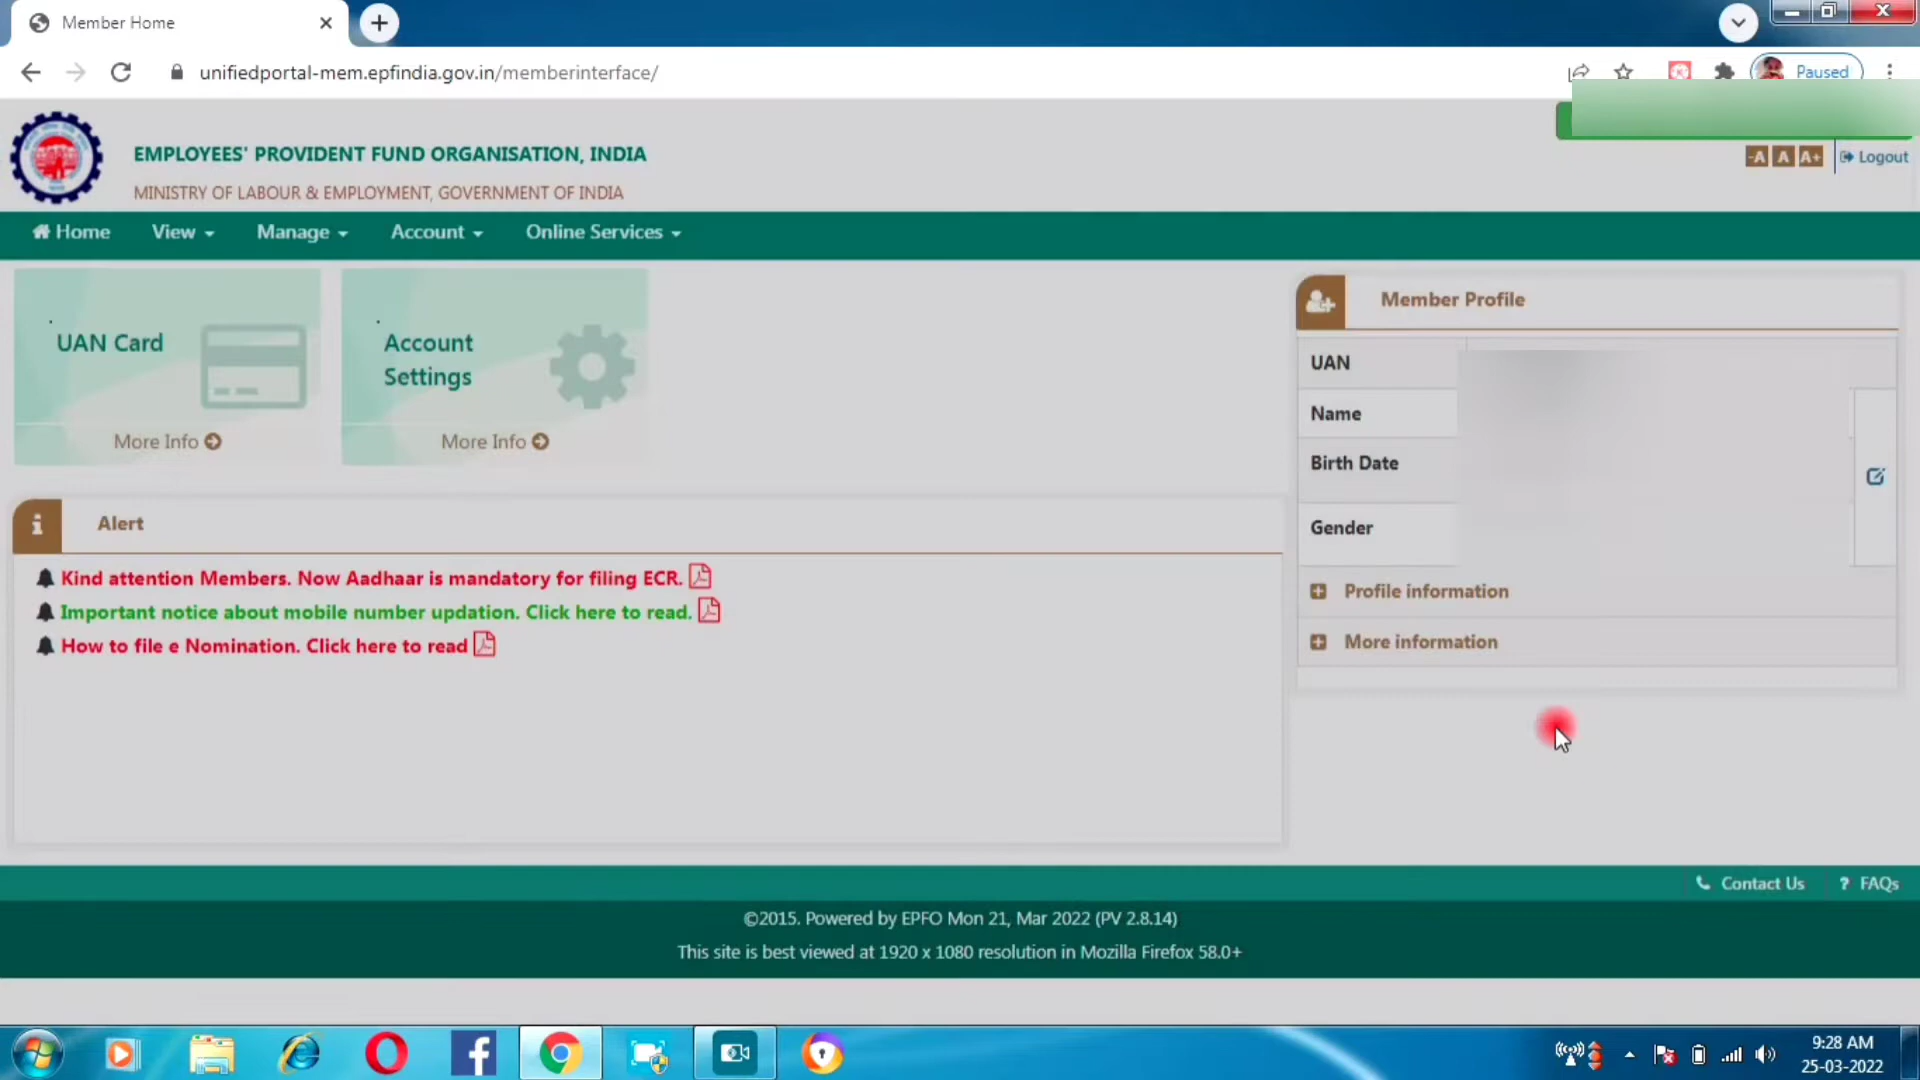 Member Home
unifiedportal-mem.epfindia.gov.in/memberinterface/
Paused
EMPLOYEES' PROVIDENT FUND ORGANISATION, INDIA
MINISTRY OF LABOUR & EMPLOYMENT, GOVERNMENT OF INDIA
-A A A+ Logout
Home View Manage Account Online Services
UAN Card
More Info
Account
Settings
More Info
Member Profile
UAN
Name
Birth Date
Gender
Profile information
More information
Alert
Kind attention Members. Now Aadhaar is mandatory for filing ECR.
Important notice about mobile number updation. Click here to read.
How to file e Nomination. Click here to read
Contact Us ? FAQs
©2015. Powered by EPFO Mon 21, Mar 2022 (PV 2.8.14)
This site is best viewed at 1920 x 1080 resolution in Mozilla Firefox 58.0+
9:28 AM
25-03-2022